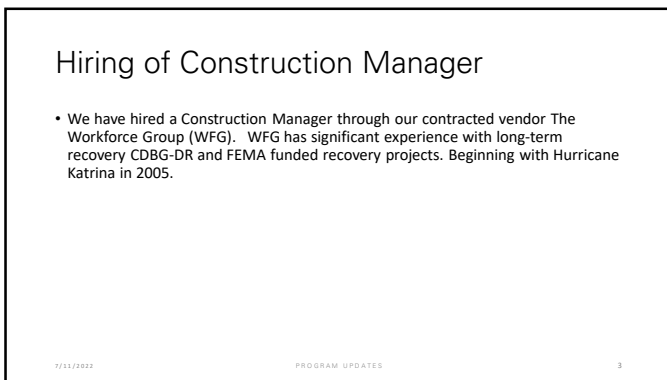 Hiring of Construction Manager
• We have hired a Construction Manager through our contracted vendor The
Workforce Group (WFG).   WFG has significant experience with long-term
recovery CDBG-DR and FEMA funded recovery projects. Beginning with Hurricane
Katrina in 2005.
7/11/2022 PROGRAM UPDATES 3